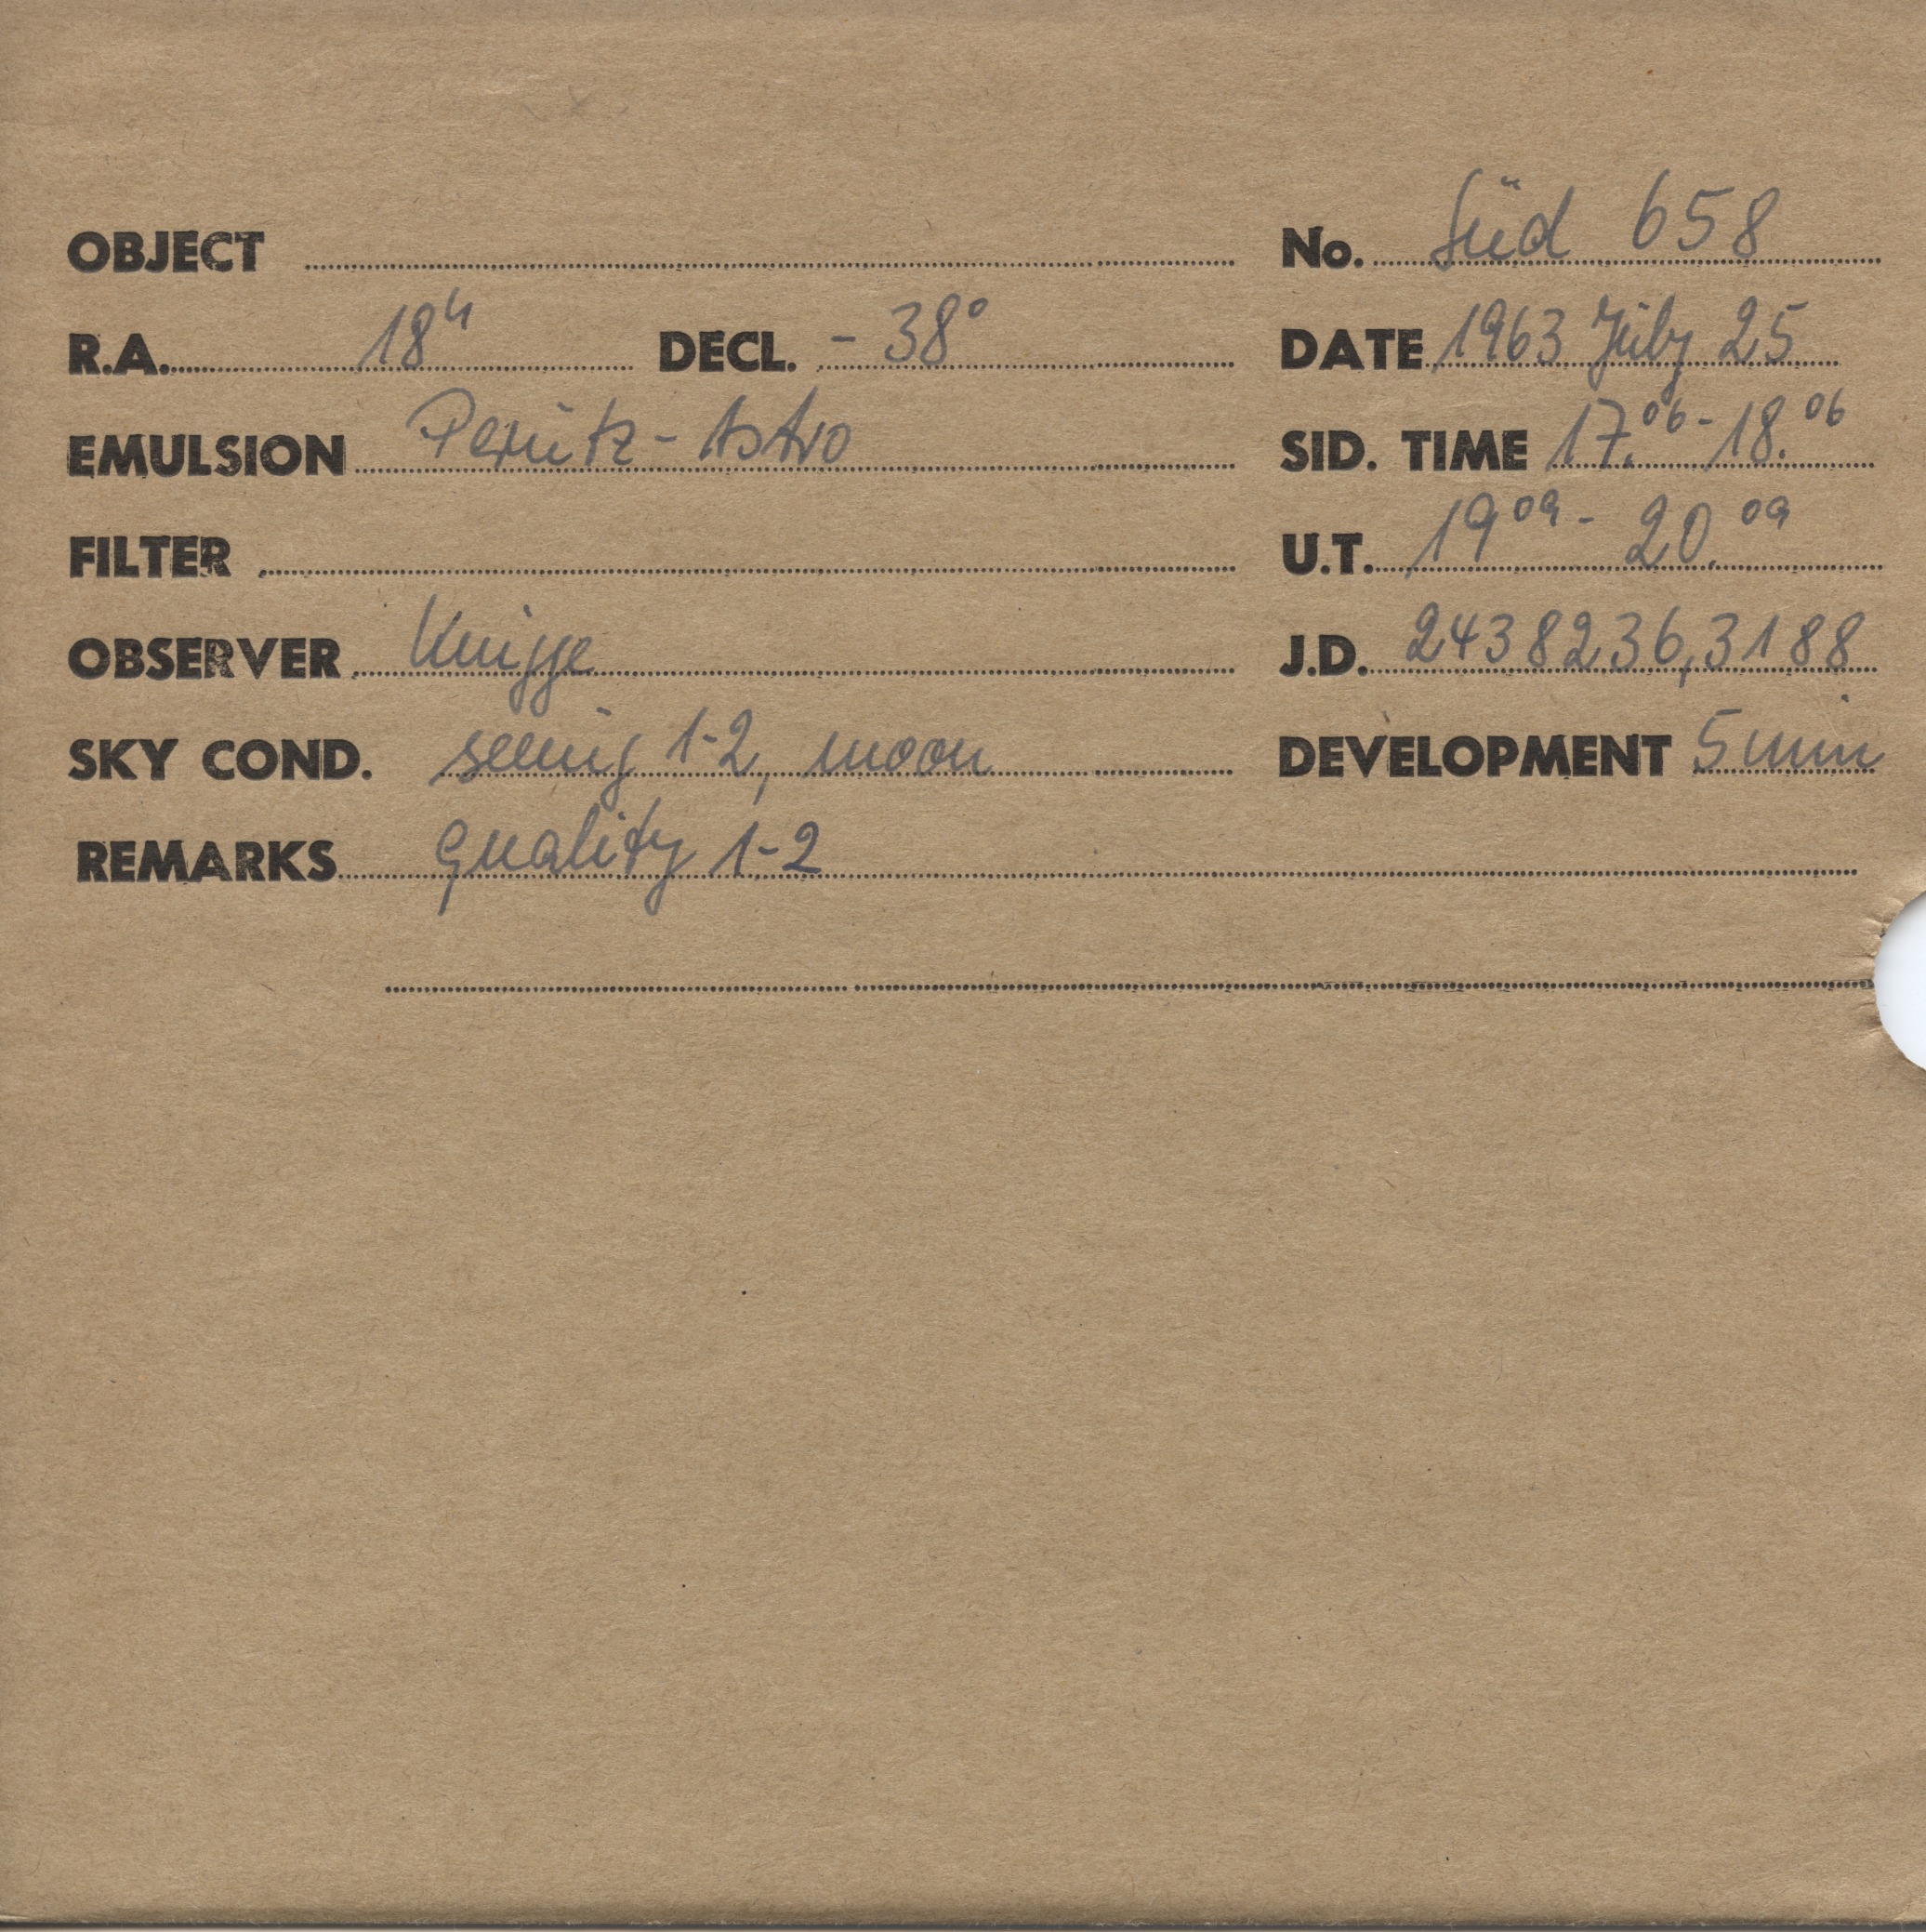 OBJECT No. Süd 658
R.A. 18h DECL. - 38° DATE 1963 July 25
EMULSION Perutz - Astro SID. TIME 17.06 - 18.06
FILTER U.T. 19 09 - 20.09
OBSERVER Knigge J.D. 2438236,3188
SKY COND. seeing 1-2, moon DEVELOPMENT 5 min
REMARKS quality 1-2